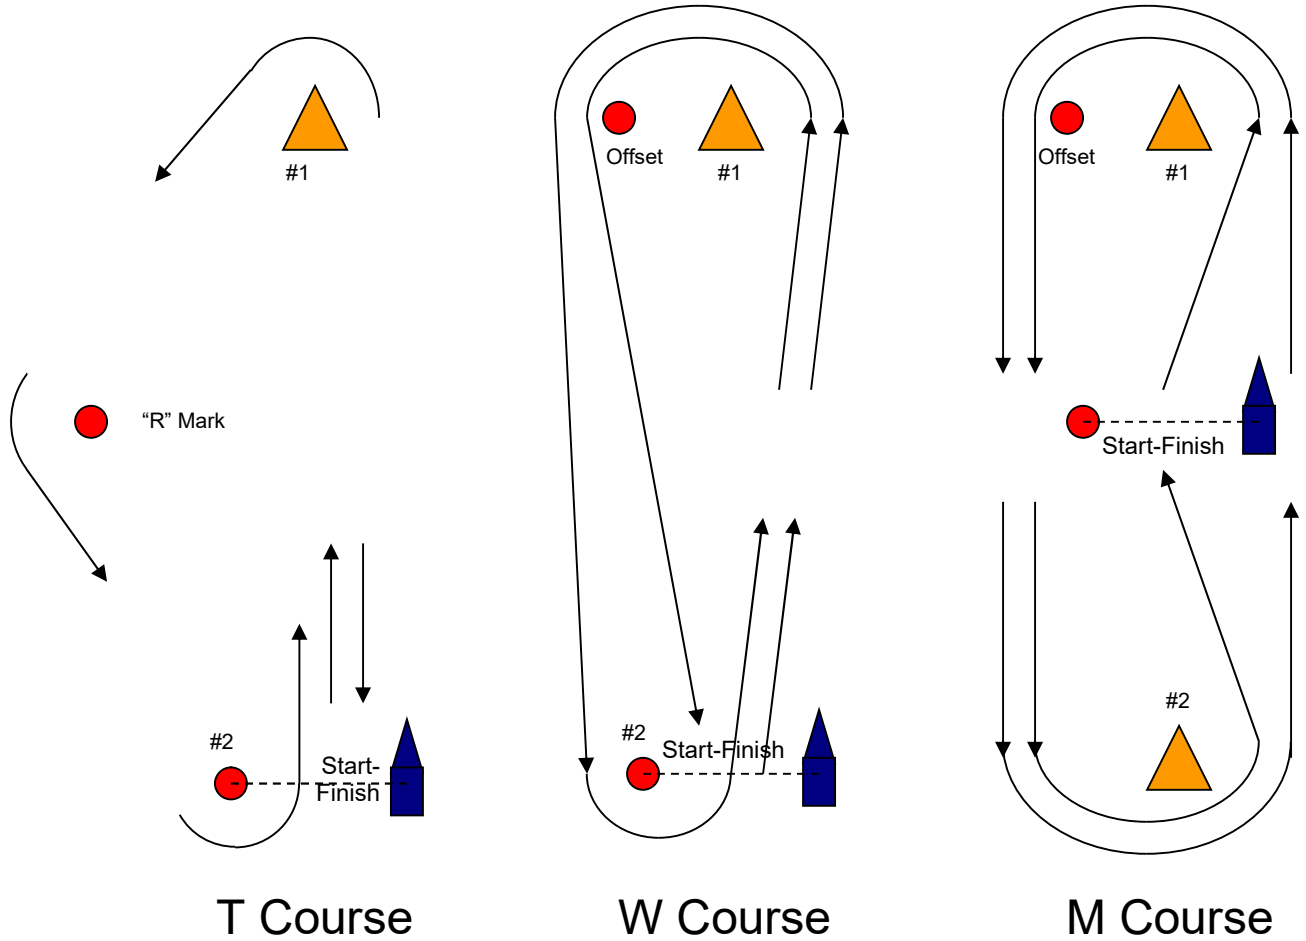 #1
“R” Mark
#2
Start-
Finish
T Course
Offset
#1
#2
Start-Finish
W Course
Offset
#1
Start-Finish
#2
M Course